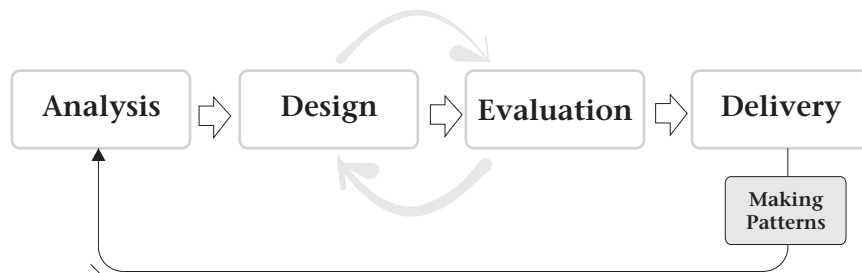 Analysis
Design
Evaluation
Delivery
Making
Patterns